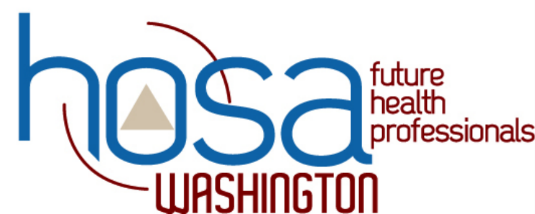 hosa
future
health
professionals
WASHINGTON